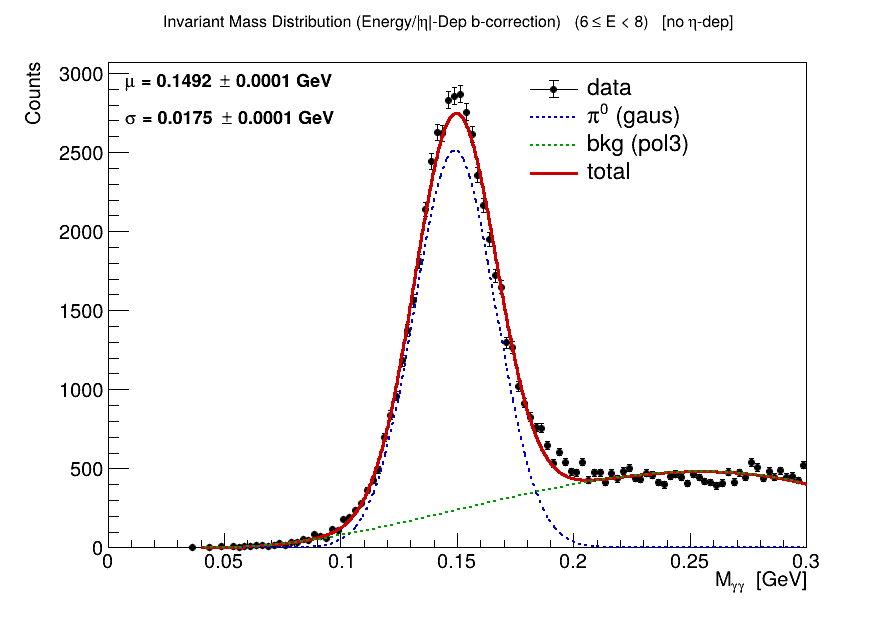 Invariant Mass Distribution (Energy/|η|-Dep b-correction) (6 ≤ E < 8) [no η-dep]
Counts
μ = 0.1492 ± 0.0001 GeV
σ = 0.0175 ± 0.0001 GeV
data
π⁰ (gaus)
bkg (pol3)
total
3000
2500
2000
1500
1000
500
0
0 0.05 0.1 0.15 0.2 0.25 0.3
Mγγ [GeV]